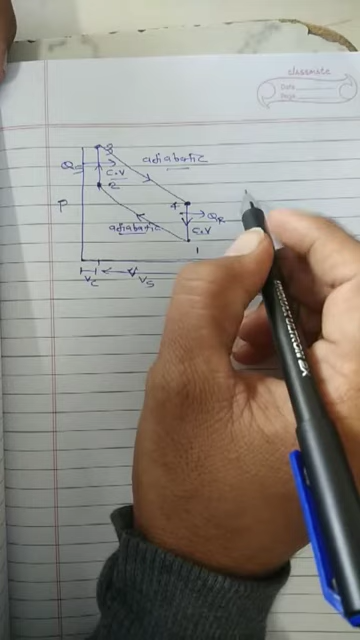 classmate
Date
Page
3
adiabatic
Qs
C.V
2
P
4
QR
adiabatic
C.V
1
Vc
Vs